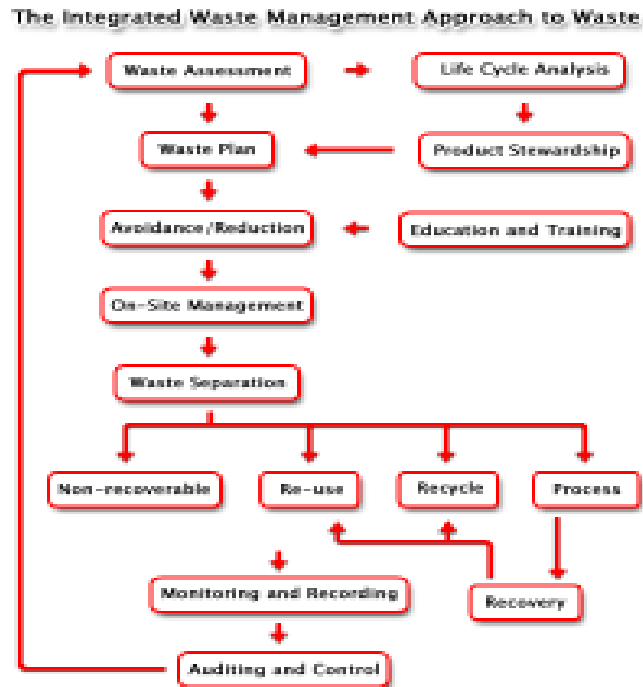 The Integrated Waste Management Approach to Waste
Waste Assessment
Life Cycle Analysis
Waste Plan
Product Stewardship
Avoidance/Reduction
Education and Training
On-Site Management
Waste Separation
Non-recoverable
Re-use
Recycle
Process
Monitoring and Recording
Recovery
Auditing and Control